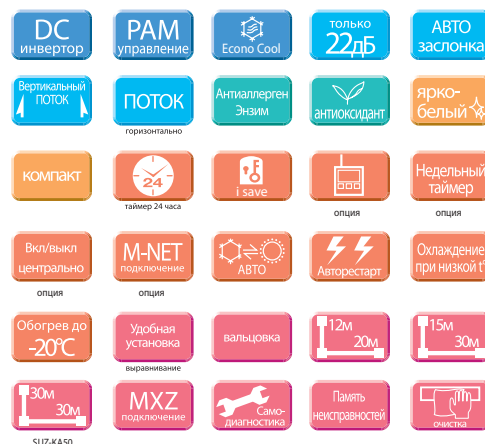 DC
инвертор
PAM
управление
Econo Cool
только
22дБ
АВТО
заслонка
Вертикальный
ПОТОК
ПОТОК
горизонтально
Антиаллерген
Энзим
антиоксидант
ярко-
белый
компакт
24
таймер 24 часа
i save
опция
Недельный
таймер
опция
Вкл/выкл
центрально
опция
M-NET
подключение
опция
АВТО
Авторестарт
Охлаждение
при низкой t°
Обогрев до
-20°C
Удобная
установка
выравнивание
вальцовка
12м
20м
15м
30м
30м
30м
SUZ-KA50
MXZ
подключение
Само-
диагностика
Память
неисправностей
очистка